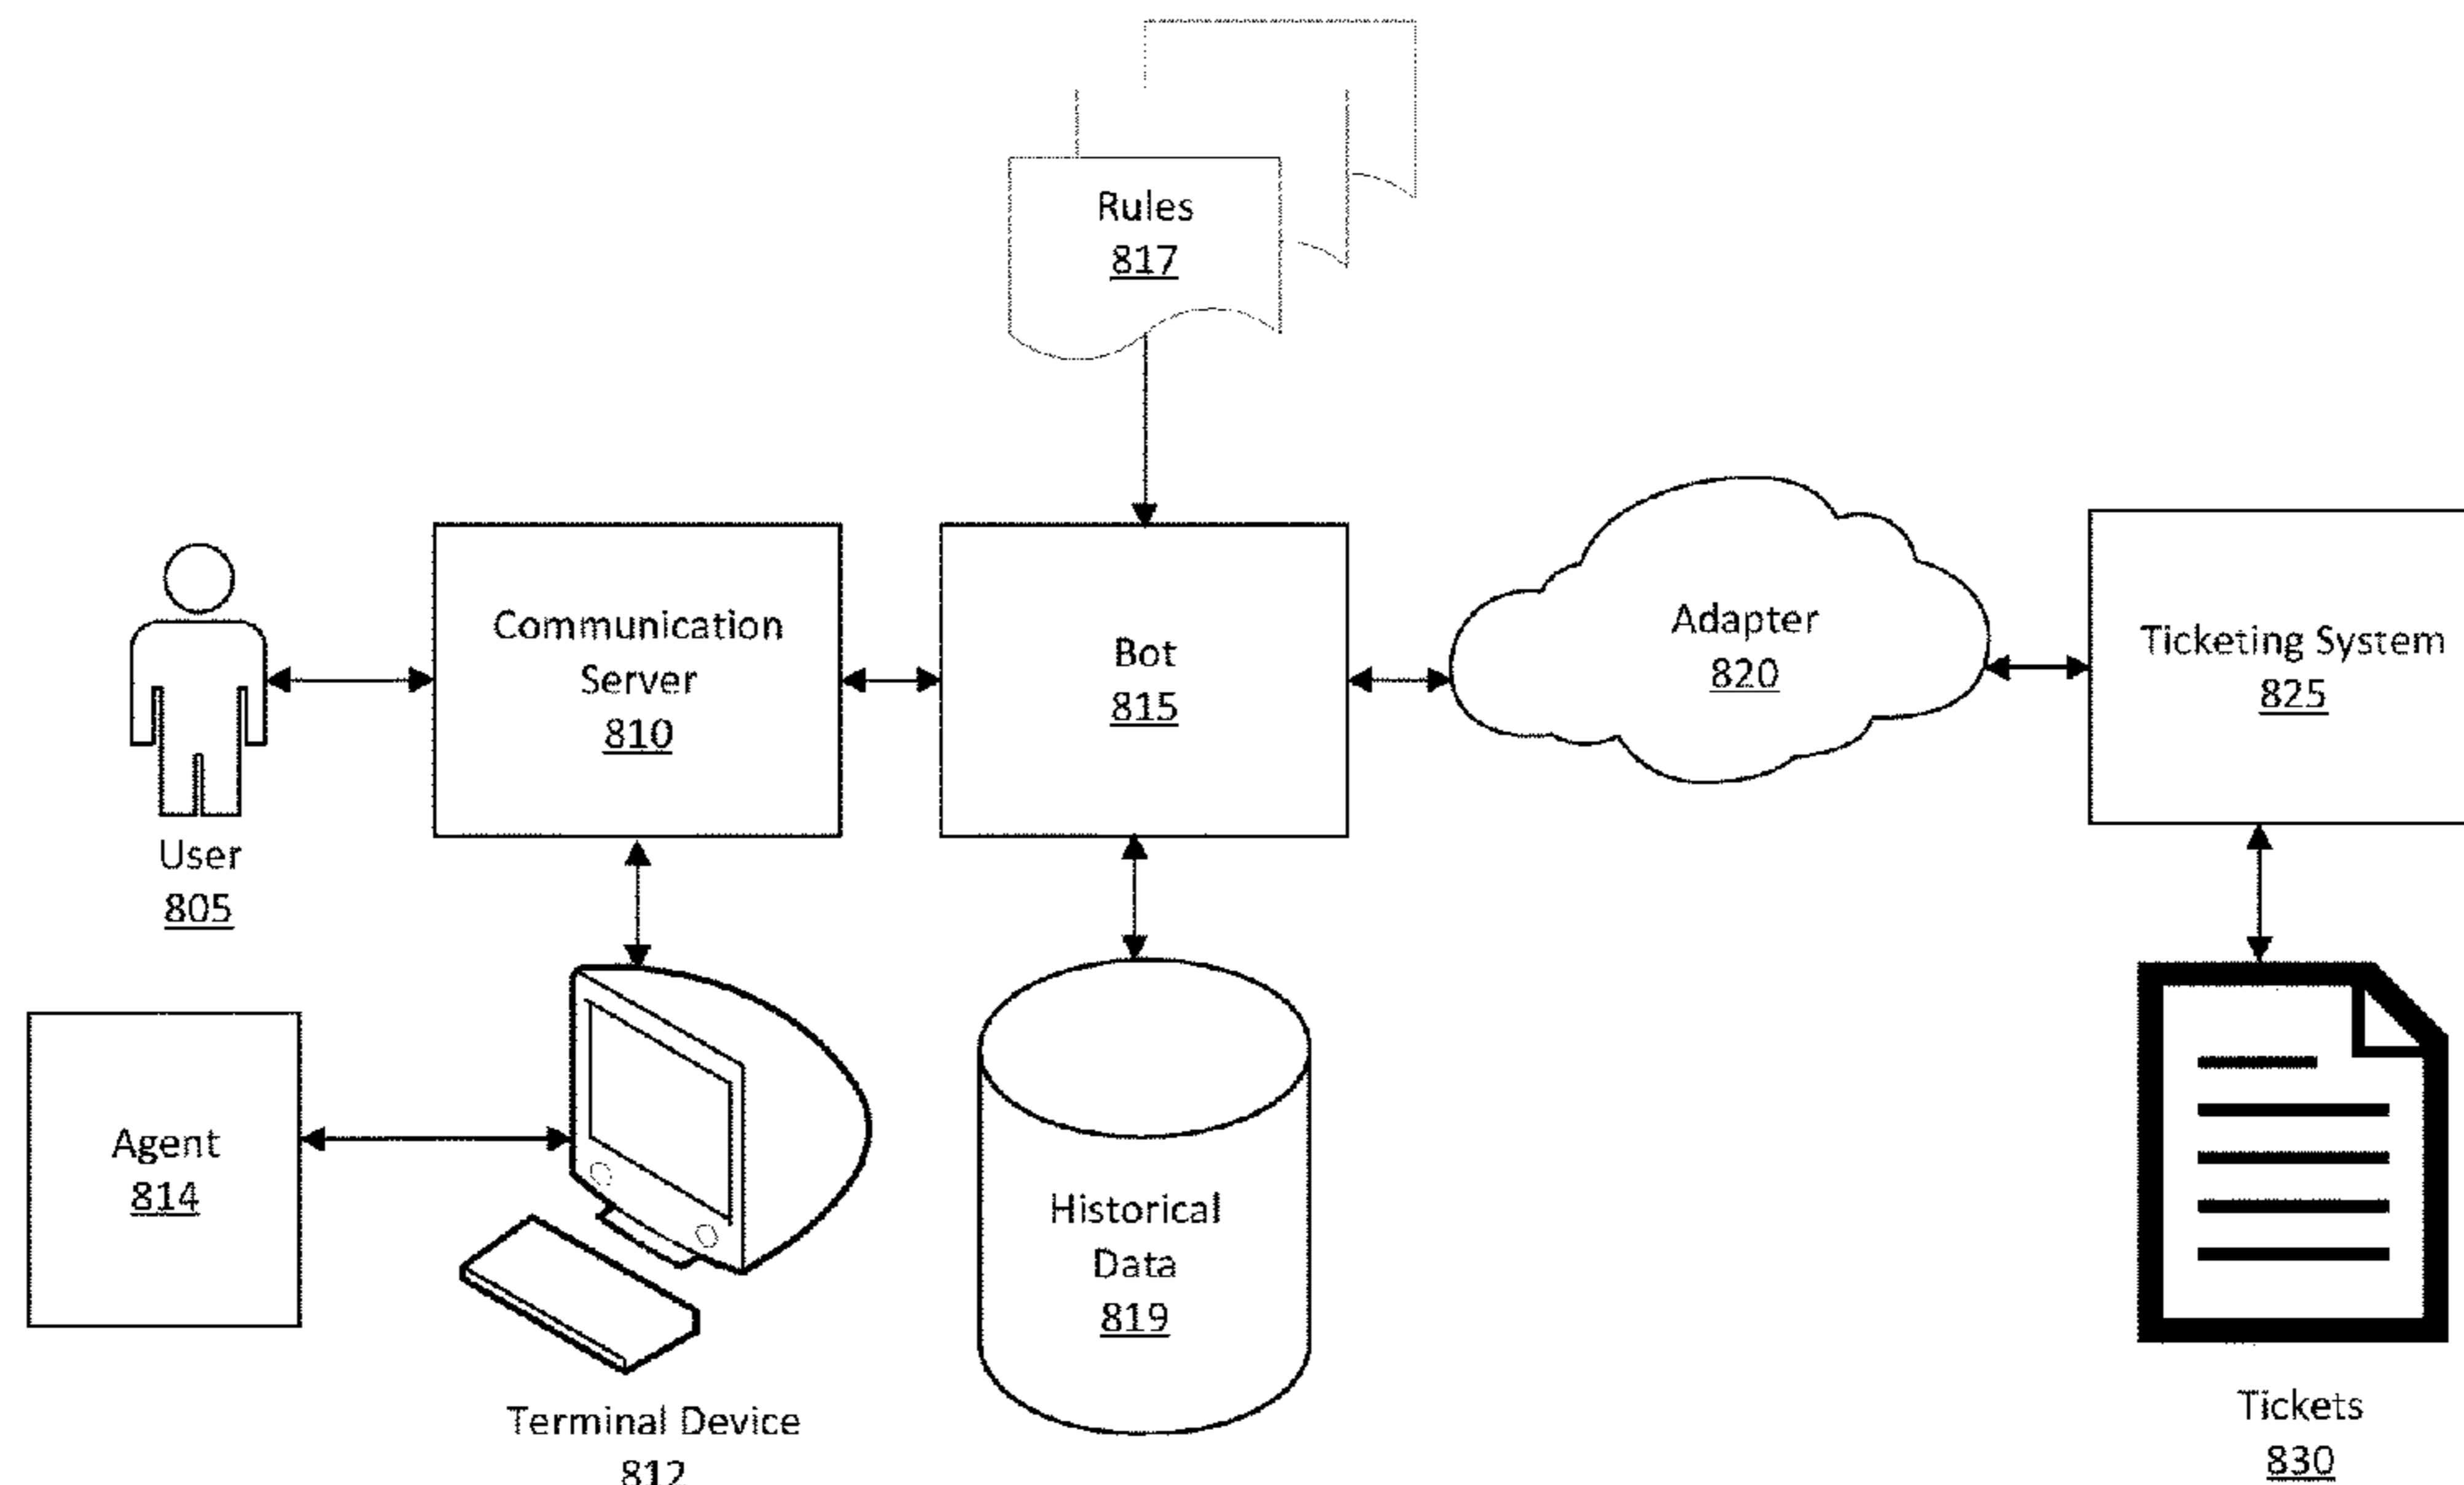 Rules
817
Communication
Server
810
Bot
815
Adapter
820
Ticketing System
825
User
805
Agent
814
Terminal Device
812
Historical
Data
819
Tickets
830